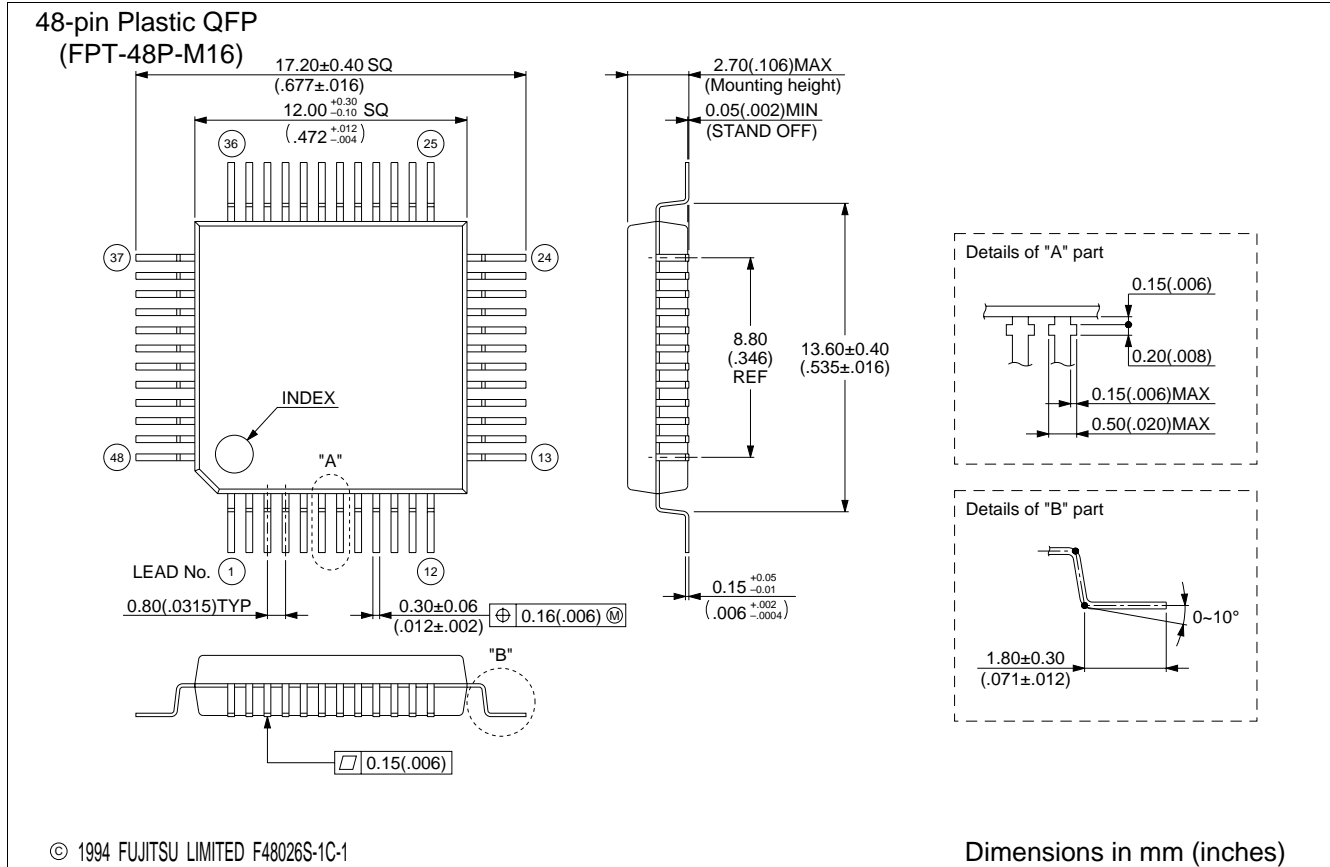 48-pin Plastic QFP
(FPT-48P-M16)
17.20±0.40 SQ
(.677±.016)
12.00 +0.30 −0.10 SQ
(.472 +.012 −.004)
36
25
37
24
INDEX
48
13
"A"
LEAD No. 1
12
0.80(.0315)TYP
0.30±0.06
(.012±.002)
⌖ 0.16(.006) Ⓜ
"B"
⏥ 0.15(.006)
2.70(.106)MAX
(Mounting height)
0.05(.002)MIN
(STAND OFF)
8.80
(.346)
REF
13.60±0.40
(.535±.016)
0.15 +0.05 −0.01
(.006 +.002 −.0004)
Details of "A" part
0.15(.006)
0.20(.008)
0.15(.006)MAX
0.50(.020)MAX
Details of "B" part
0~10°
1.80±0.30
(.071±.012)
© 1994 FUJITSU LIMITED F48026S-1C-1
Dimensions in mm (inches)